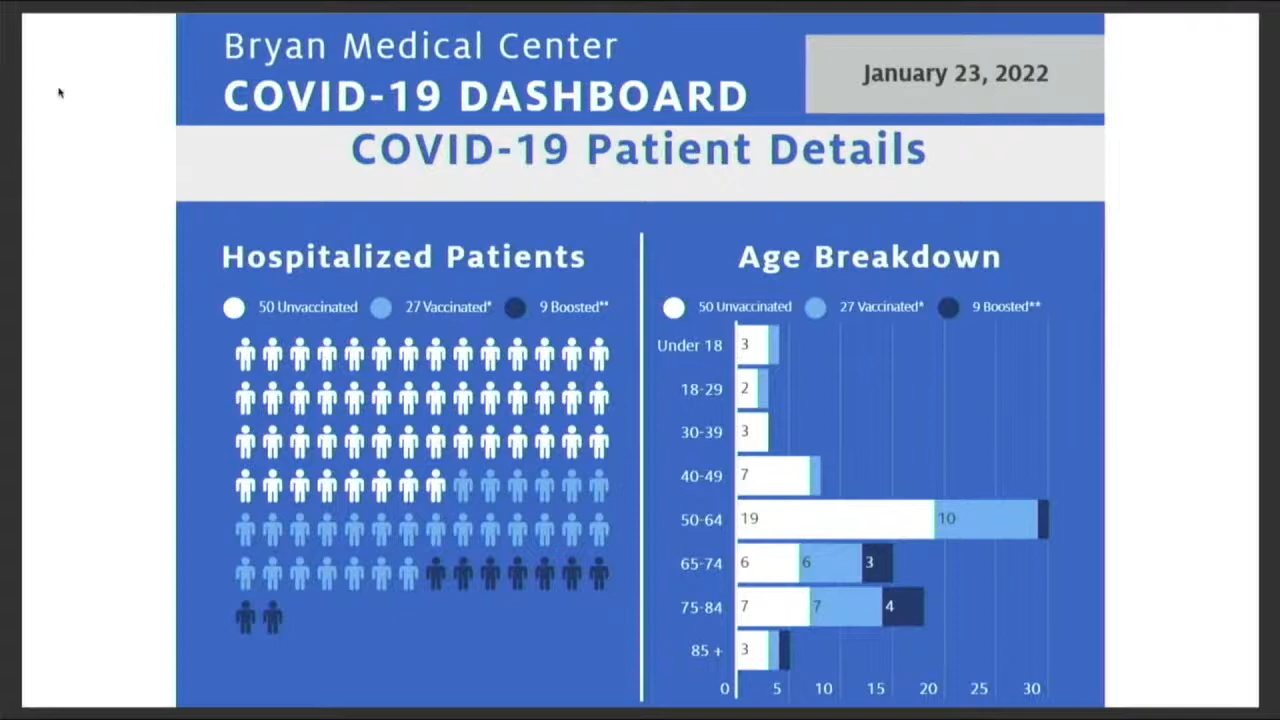 Bryan Medical Center
COVID-19 DASHBOARD
January 23, 2022
COVID-19 Patient Details
Hospitalized Patients
50 Unvaccinated 27 Vaccinated* 9 Boosted**
Age Breakdown
50 Unvaccinated 27 Vaccinated* 9 Boosted**
Under 18 3
18-29 2
30-39 3
40-49 7
50-64 19 10
65-74 6 6 3
75-84 7 7 4
85 + 3
0 5 10 15 20 25 30